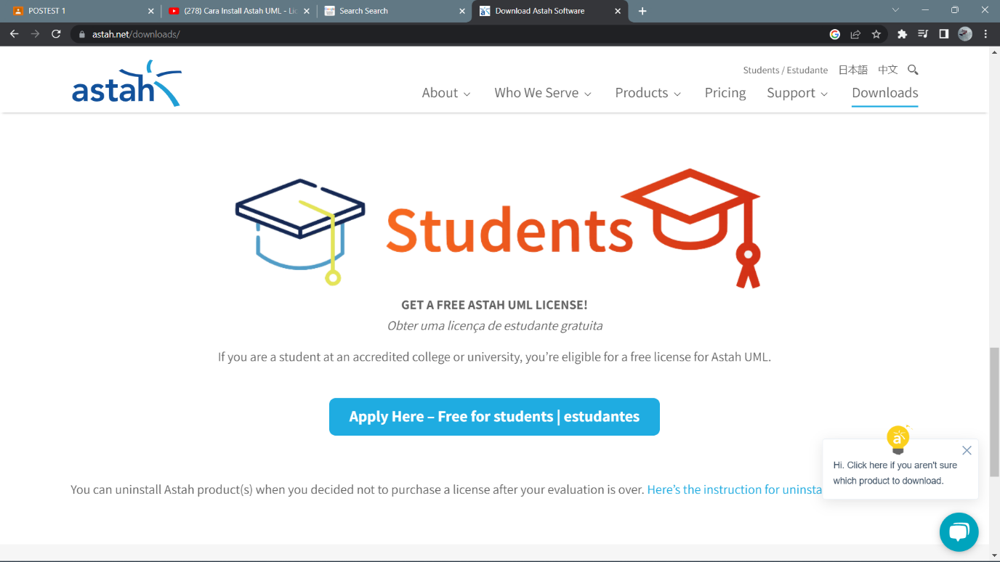 POSTEST 1
(278) Cara Install Astah UML - Lic
Search Search
Download Astah Software
astah.net/downloads/
astah
Students / Estudante
日本語
中文
About
Who We Serve
Products
Pricing
Support
Downloads
Students
GET A FREE ASTAH UML LICENSE!
Obter uma licença de estudante gratuita
If you are a student at an accredited college or university, you’re eligible for a free license for Astah UML.
Apply Here – Free for students | estudantes
a
Hi. Click here if you aren't sure
which product to download.
You can uninstall Astah product(s) when you decided not to purchase a license after your evaluation is over. Here’s the instruction for uninsta